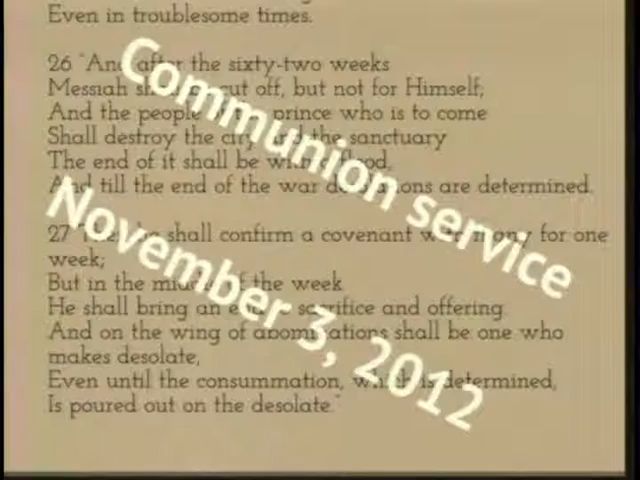 Even in troublesome times.
26 "And after the sixty-two weeks
Messiah shall be cut off, but not for Himself;
And the people of the prince who is to come
Shall destroy the city and the sanctuary
The end of it shall be with a flood,
And till the end of the war desolations are determined.
27 Then he shall confirm a covenant with many for one
week;
But in the middle of the week
He shall bring an end to sacrifice and offering
And on the wing of abominations shall be one who
makes desolate,
Even until the consummation, which is determined,
Is poured out on the desolate."
Communion service
November 3, 2012